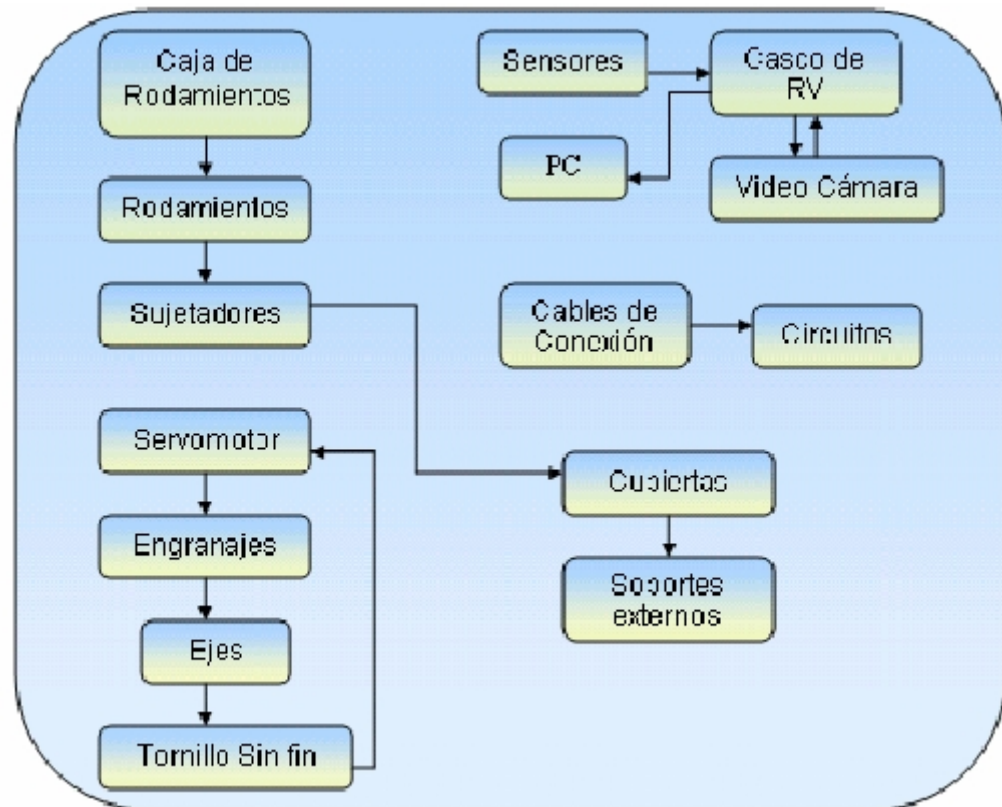 Caja de
Rodamientos
Rodamientos
Sujetadores
Servomotor
Engranajes
Ejes
Tornillo Sin fin
Sensores
Casco de
RV
PC
Video Cámara
Cables de
Conexión
Circuitos
Cubiertas
Soportes
externos